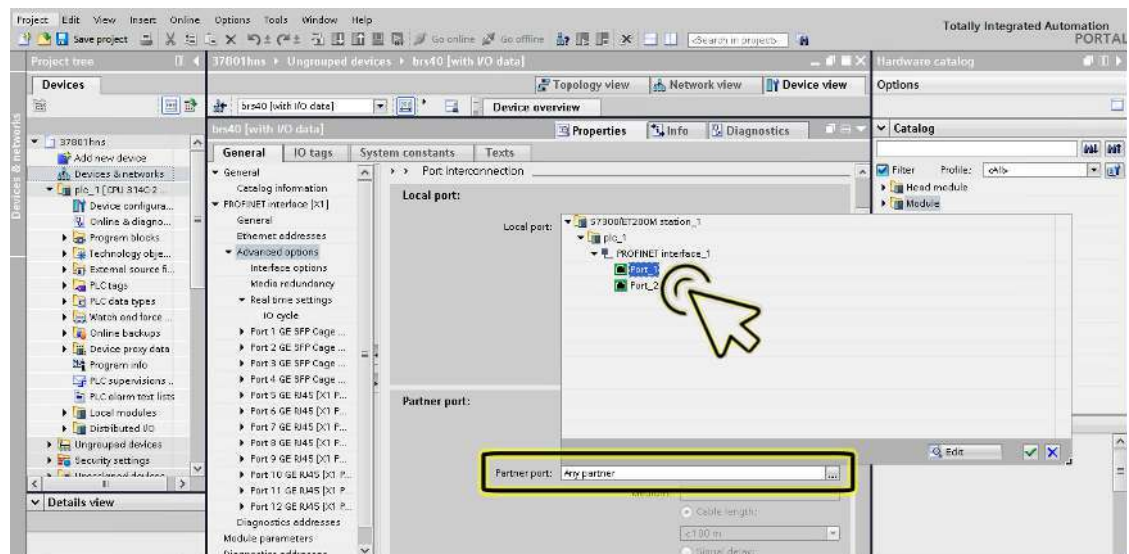 Project Edit View Insert Online Options Tools Window Help
Totally Integrated Automation
PORTAL
Save project
Go online Go offline
<Search in project>
Project tree
37801hns Ungrouped devices brs40 [with I/O data]
Hardware catalog
Devices
Topology view Network view Device view
Options
brs40 [with I/O data]
Device overview
Devices & networks
brs40 [with I/O data]
Properties Info Diagnostics
Catalog
37801hns
Add new device
Devices & networks
plc_1 [CPU 314C-2 ...
Device configura...
Online & diagno...
Program blocks
Technology obje...
External source fi...
PLC tags
PLC data types
Watch and force ...
Online backups
Device proxy data
Program info
PLC supervisions ...
PLC alarm text lists
Local modules
Distributed I/O
Ungrouped devices
Security settings
Details view
General IO tags System constants Texts
General
Catalog information
PROFINET interface [X1]
General
Ethernet addresses
Advanced options
Interface options
Media redundancy
Real time settings
IO cycle
Port 1 GE SFP Cage ...
Port 2 GE SFP Cage ...
Port 3 GE SFP Cage ...
Port 4 GE SFP Cage ...
Port 5 GE RJ45 [X1 P...
Port 6 GE RJ45 [X1 P...
Port 7 GE RJ45 [X1 P...
Port 8 GE RJ45 [X1 P...
Port 9 GE RJ45 [X1 P...
Port 10 GE RJ45 [X1 P...
Port 11 GE RJ45 [X1 P...
Port 12 GE RJ45 [X1 P...
Diagnostics addresses
Module parameters
> > Port interconnection
Local port:
Local port:
S7300/ET200M station_1
plc_1
PROFINET interface_1
Port_1
Port_2
Edit
Partner port:
Partner port: Any partner ...
Cable length:
<100 m
Signal delay:
Filter Profile: <All>
Head module
Module